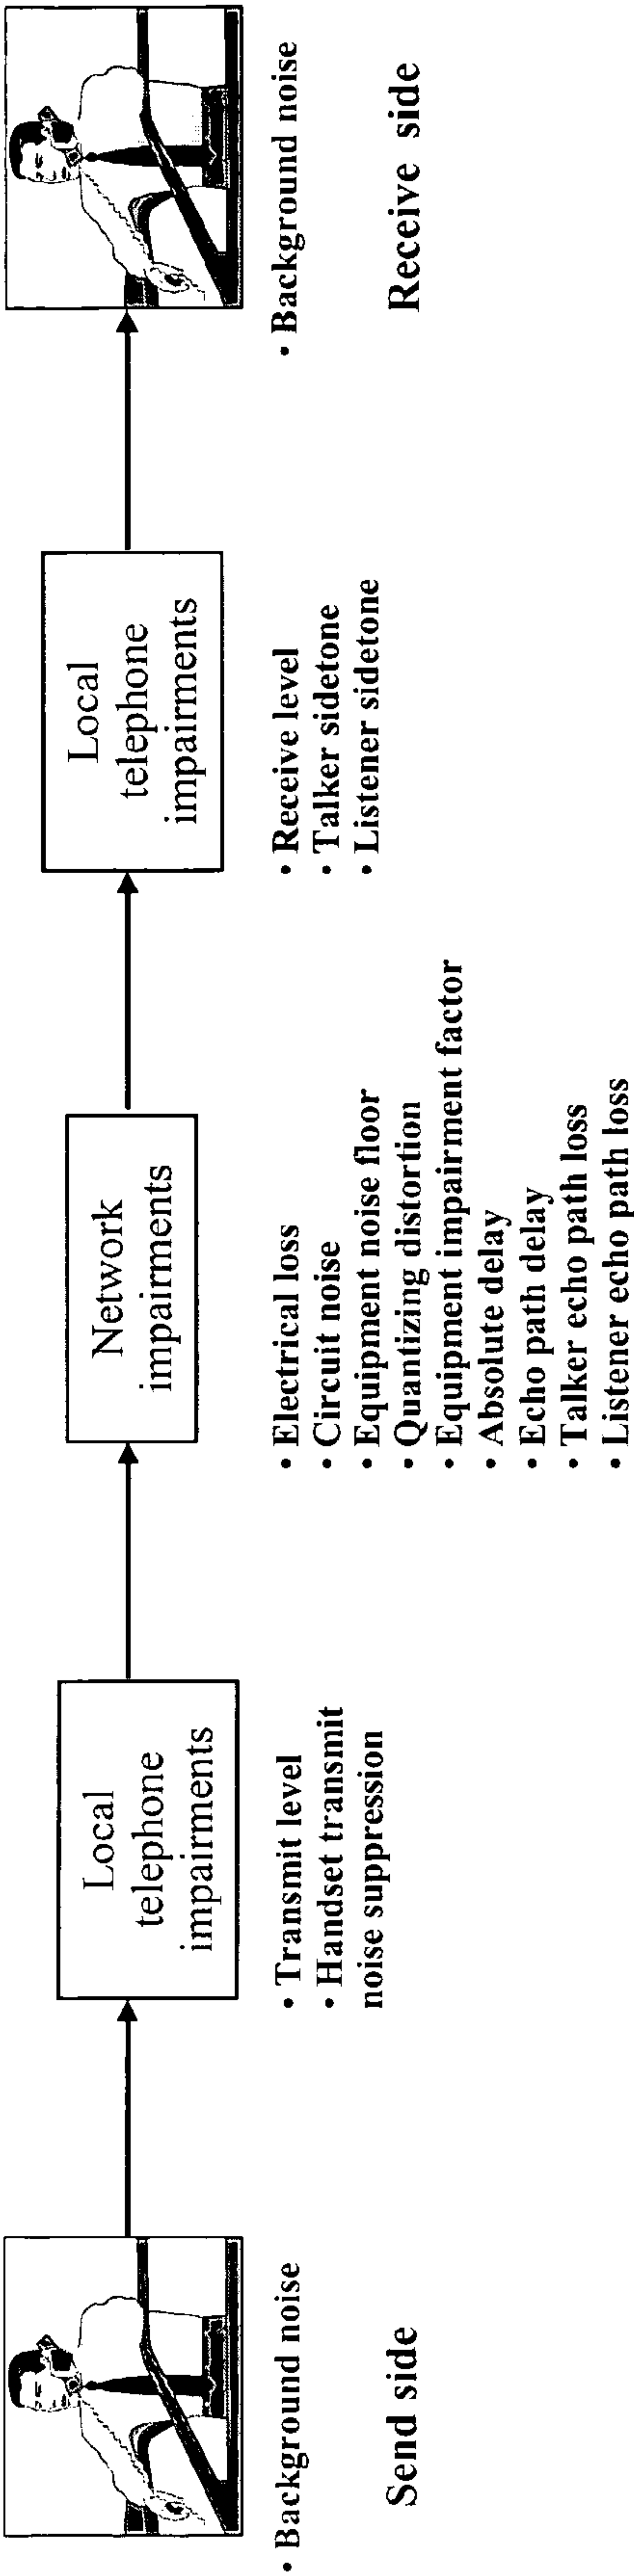 Local
telephone
impairments
Network
impairments
Local
telephone
impairments
• Background noise
• Transmit level
• Handset transmit
noise suppression
• Electrical loss
• Circuit noise
• Equipment noise floor
• Quantizing distortion
• Equipment impairment factor
• Absolute delay
• Echo path delay
• Talker echo path loss
• Listener echo path loss
• Receive level
• Talker sidetone
• Listener sidetone
• Background noise
Send side
Receive side